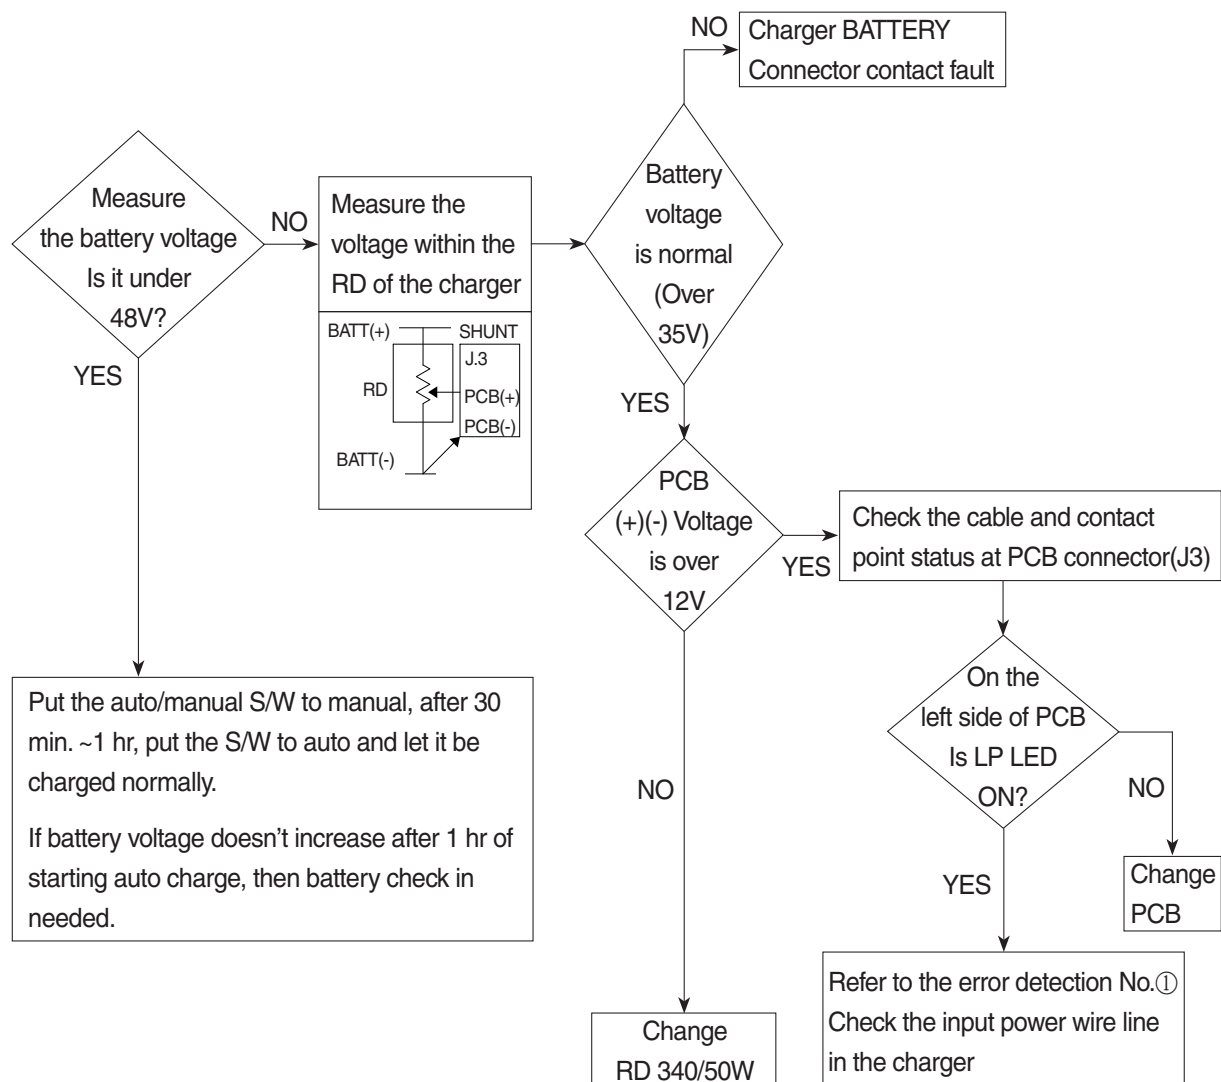 NO
Charger BATTERY
Connector contact fault
Measure
the battery voltage
Is it under
48V?
NO
YES
Measure the
voltage within the
RD of the charger
BATT(+)
SHUNT
J.3
RD
PCB(+)
PCB(-)
BATT(-)
Battery
voltage
is normal
(Over
35V)
YES
PCB
(+)(-) Voltage
is over
12V
YES
Check the cable and contact
point status at PCB connector(J3)
On the
left side of PCB
Is LP LED
ON?
NO
YES
NO
Put the auto/manual S/W to manual, after 30
min. ~1 hr, put the S/W to auto and let it be
charged normally.
If battery voltage doesn't increase after 1 hr of
starting auto charge, then battery check in
needed.
Change
PCB
Change
RD 340/50W
Refer to the error detection No.①
Check the input power wire line
in the charger